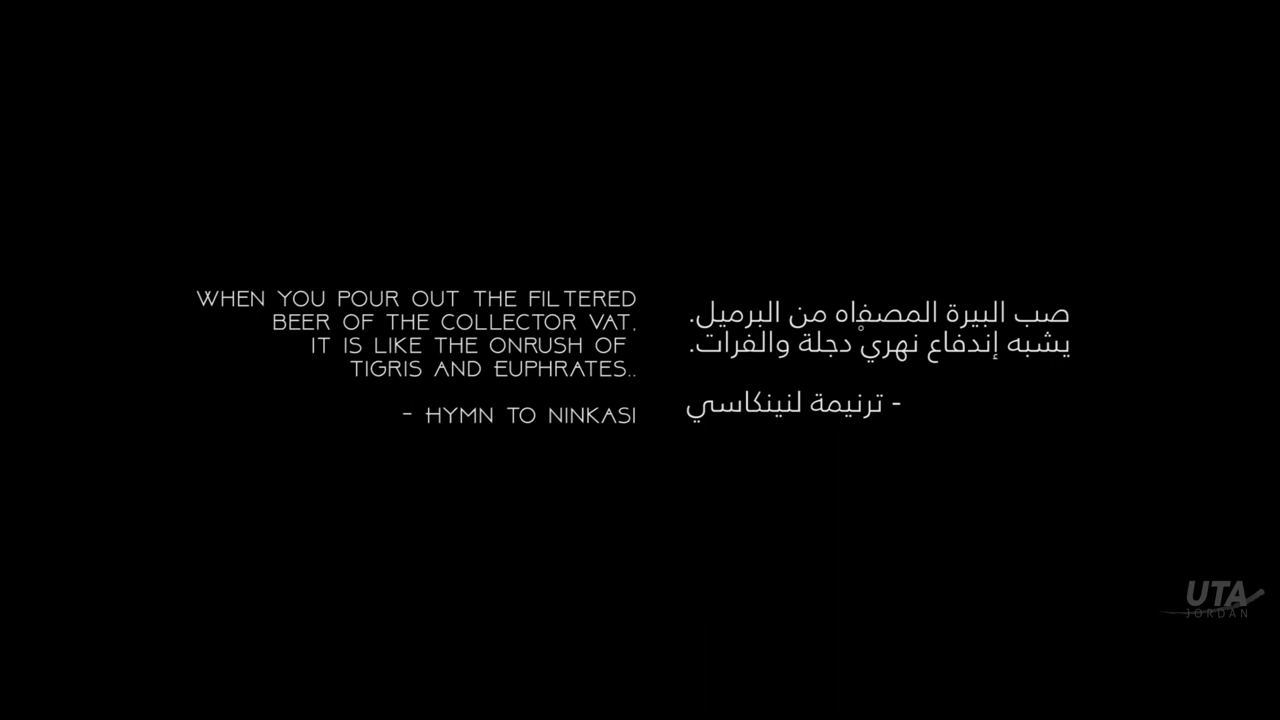 WHEN YOU POUR OUT THE FILTERED
BEER OF THE COLLECTOR VAT,
IT IS LIKE THE ONRUSH OF
TIGRIS AND EUPHRATES..
- HYMN TO NINKASI
صب البيرة المصفاه من البرميل.
يشبه إندفاع نهريْ دجلة والفرات.
- ترنيمة لنينكاسي
UTA
JORDAN